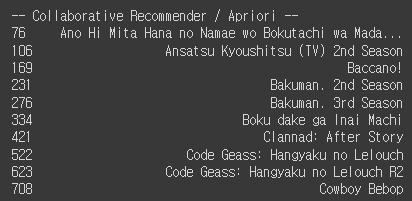 -- Collaborative Recommender / Apriori --
76 Ano Hi Mita Hana no Namae wo Bokutachi wa Mada...
106 Ansatsu Kyoushitsu (TV) 2nd Season
169 Baccano!
231 Bakuman. 2nd Season
276 Bakuman. 3rd Season
334 Boku dake ga Inai Machi
421 Clannad: After Story
522 Code Geass: Hangyaku no Lelouch
623 Code Geass: Hangyaku no Lelouch R2
708 Cowboy Bebop